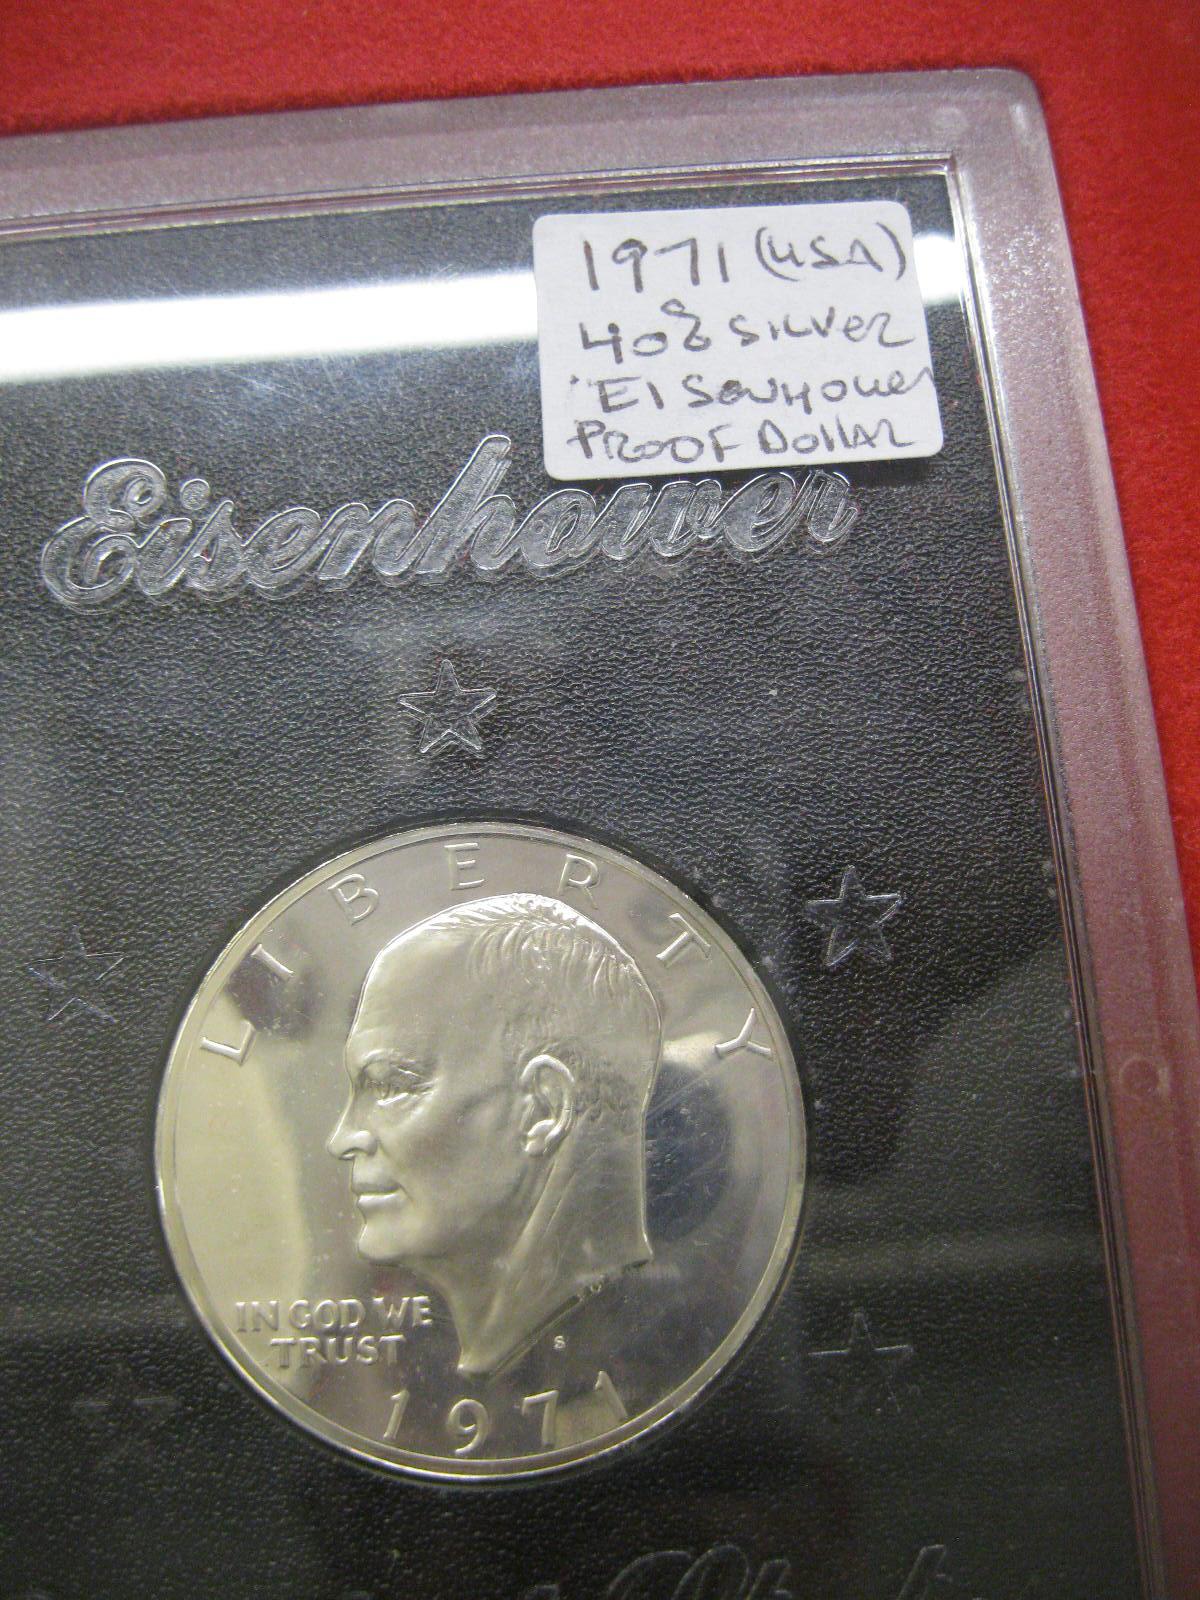 1971 (USA)
40% SILVER
"EISENHOWER
PROOF DOLLAR
Eisenhower
LIBERTY
IN GOD WE
TRUST
S
1971